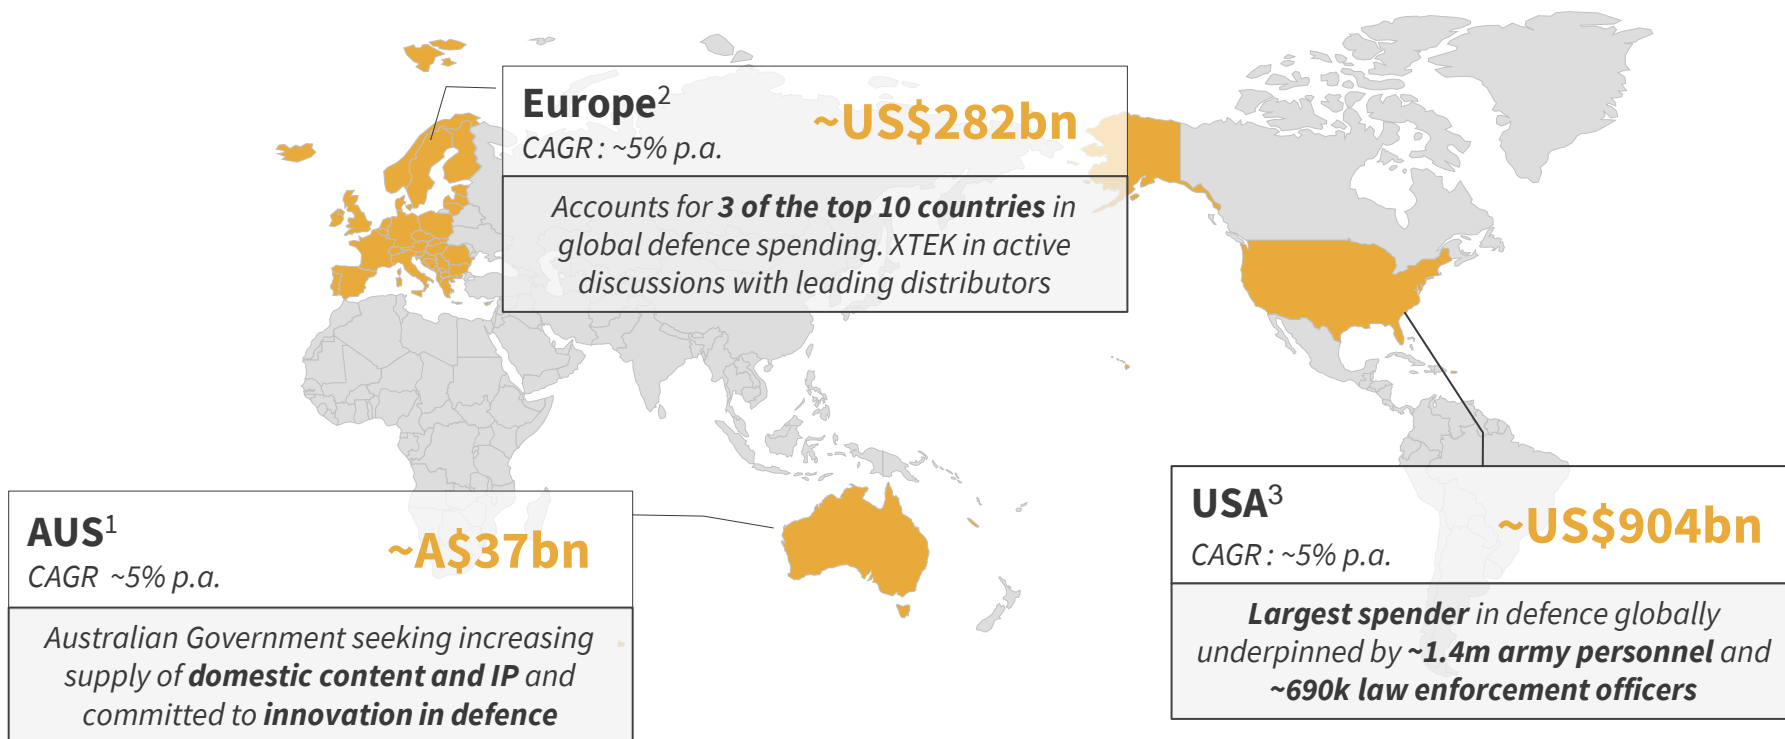 Europe2
CAGR : ~5% p.a.
~US$282bn
Accounts for 3 of the top 10 countries in
global defence spending. XTEK in active
discussions with leading distributors
AUS1
CAGR ~5% p.a.
~A$37bn
Australian Government seeking increasing
supply of domestic content and IP and
committed to innovation in defence
USA3
CAGR : ~5% p.a.
~US$904bn
Largest spender in defence globally
underpinned by ~1.4m army personnel and
~690k law enforcement officers